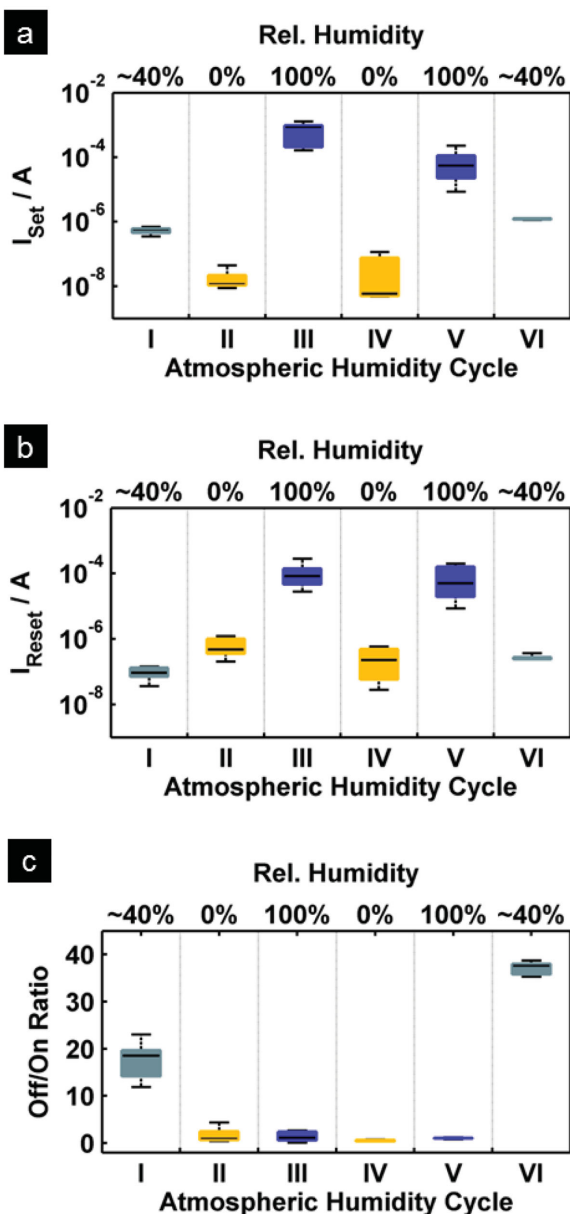 a
Rel. Humidity
~40% 0% 100% 0% 100% ~40%
I_Set / A
10^-2
10^-4
10^-6
10^-8
I II III IV V VI
Atmospheric Humidity Cycle
b
Rel. Humidity
~40% 0% 100% 0% 100% ~40%
I_Reset / A
10^-2
10^-4
10^-6
10^-8
I II III IV V VI
Atmospheric Humidity Cycle
c
Rel. Humidity
~40% 0% 100% 0% 100% ~40%
Off/On Ratio
40
30
20
10
0
I II III IV V VI
Atmospheric Humidity Cycle